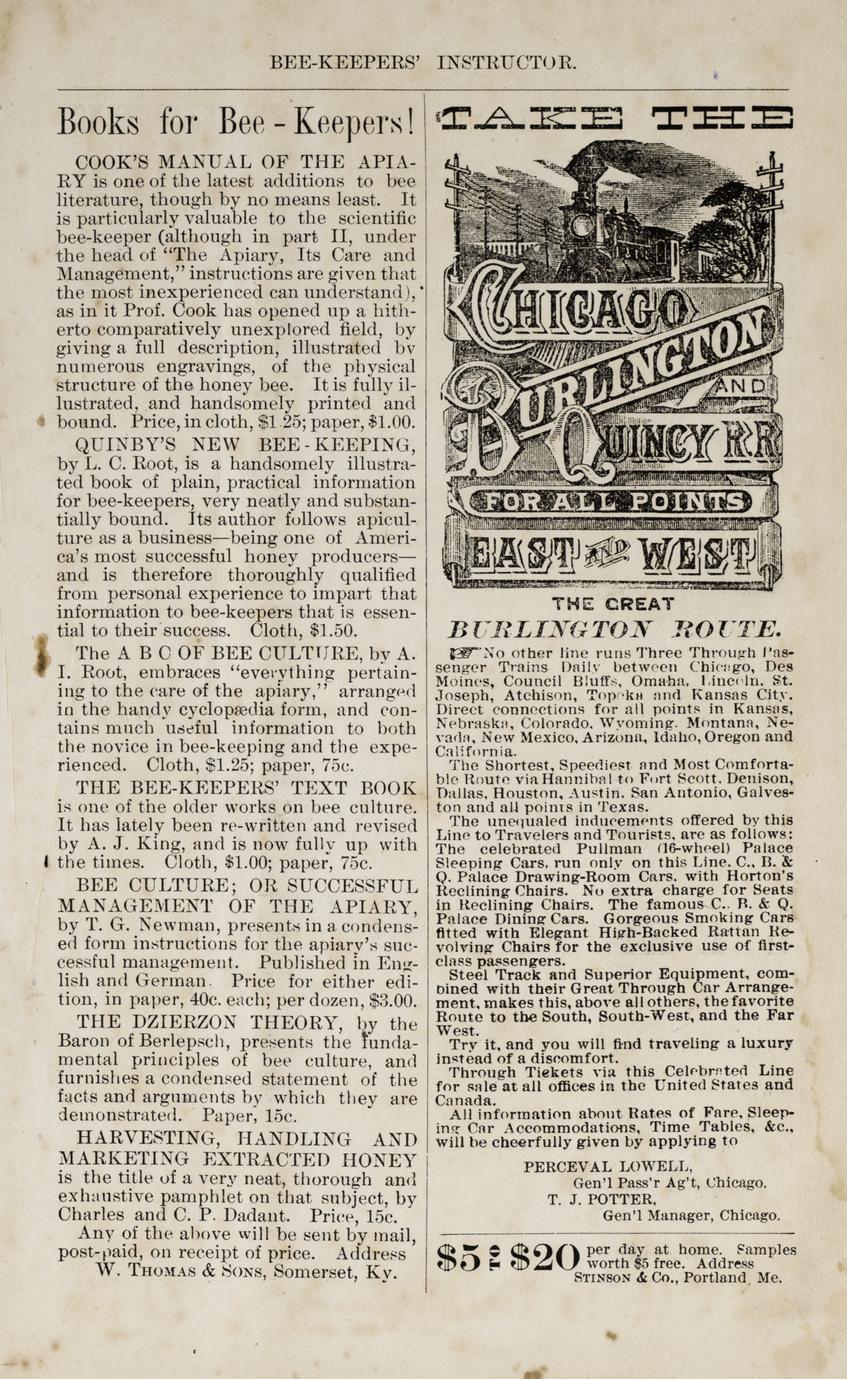 BEE-KEEPERS' INSTRUCTOR.
Books for Bee-Keepers!
COOK'S MANUAL OF THE APIA-
RY is one of the latest additions to bee
literature, though by no means least. It
is particularly valuable to the scientific
bee-keeper (although in part II, under
the head of “The Apiary, Its Care and
Management,” instructions are given that
the most inexperienced can understand),
as in it Prof. Cook has opened up a hith-
erto comparatively unexplored field, by
giving a full description, illustrated by
numerous engravings, of the physical
structure of the honey bee. It is fully il-
lustrated, and handsomely printed and
bound. Price, in cloth, $1 25; paper, $1.00.
QUINBY'S NEW BEE-KEEPING,
by L. C. Root, is a handsomely illustra-
ted book of plain, practical information
for bee-keepers, very neatly and substan-
tially bound. Its author follows apicul-
ture as a business—being one of Ameri-
ca's most successful honey producers—
and is therefore thoroughly qualified
from personal experience to impart that
information to bee-keepers that is essen-
tial to their success. Cloth, $1.50.
The A B C OF BEE CULTURE, by A.
I. Root, embraces “everything pertain-
ing to the care of the apiary,” arranged
in the handy cyclopædia form, and con-
tains much useful information to both
the novice in bee-keeping and the expe-
rienced. Cloth, $1.25; paper, 75c.
THE BEE-KEEPERS' TEXT BOOK
is one of the older works on bee culture.
It has lately been re-written and revised
by A. J. King, and is now fully up with
the times. Cloth, $1.00; paper, 75c.
BEE CULTURE; OR SUCCESSFUL
MANAGEMENT OF THE APIARY,
by T. G. Newman, presents in a condens-
ed form instructions for the apiary's suc-
cessful management. Published in Eng-
lish and German. Price for either edi-
tion, in paper, 40c. each; per dozen, $3.00.
THE DZIERZON THEORY, by the
Baron of Berlepsch, presents the funda-
mental principles of bee culture, and
furnishes a condensed statement of the
facts and arguments by which they are
demonstrated. Paper, 15c.
HARVESTING, HANDLING AND
MARKETING EXTRACTED HONEY
is the title of a very neat, thorough and
exhaustive pamphlet on that subject, by
Charles and C. P. Dadant. Price, 15c.
Any of the above will be sent by mail,
post-paid, on receipt of price. Address
W. THOMAS & SONS, Somerset, Ky.
TAKE THE
CHICAGO
BURLINGTON
AND
QUINCY RR
FOR ALL POINTS
EAST AND WEST
THE GREAT
BURLINGTON ROUTE.
☞No other line runs Three Through Pas-
senger Trains Daily between Chicago, Des
Moines, Council Bluffs, Omaha, Lincoln, St.
Joseph, Atchison, Topeka and Kansas City.
Direct connections for all points in Kansas,
Nebraska, Colorado, Wyoming, Montana, Ne-
vada, New Mexico, Arizona, Idaho, Oregon and
California.
The Shortest, Speediest and Most Comforta-
ble Route via Hannibal to Fort Scott, Denison,
Dallas, Houston, Austin, San Antonio, Galves-
ton and all points in Texas.
The unequaled inducements offered by this
Line to Travelers and Tourists, are as follows:
The celebrated Pullman (16-wheel) Palace
Sleeping Cars, run only on this Line, C., B. &
Q. Palace Drawing-Room Cars, with Horton's
Reclining Chairs. No extra charge for Seats
in Reclining Chairs. The famous C., B. & Q.
Palace Dining Cars. Gorgeous Smoking Cars
fitted with Elegant High-Backed Rattan Re-
volving Chairs for the exclusive use of first-
class passengers.
Steel Track and Superior Equipment, com-
bined with their Great Through Car Arrange-
ment, makes this, above all others, the favorite
Route to the South, South-West, and the Far
West.
Try it, and you will find traveling a luxury
instead of a discomfort.
Through Tickets via this Celebrated Line
for sale at all offices in the United States and
Canada.
All information about Rates of Fare, Sleep-
ing Car Accommodations, Time Tables, &c.,
will be cheerfully given by applying to
PERCEVAL LOWELL,
Gen'l Pass'r Ag't, Chicago.
T. J. POTTER,
Gen'l Manager, Chicago.
$5 TO $20 per day at home. Samples
worth $5 free. Address
STINSON & Co., Portland, Me.